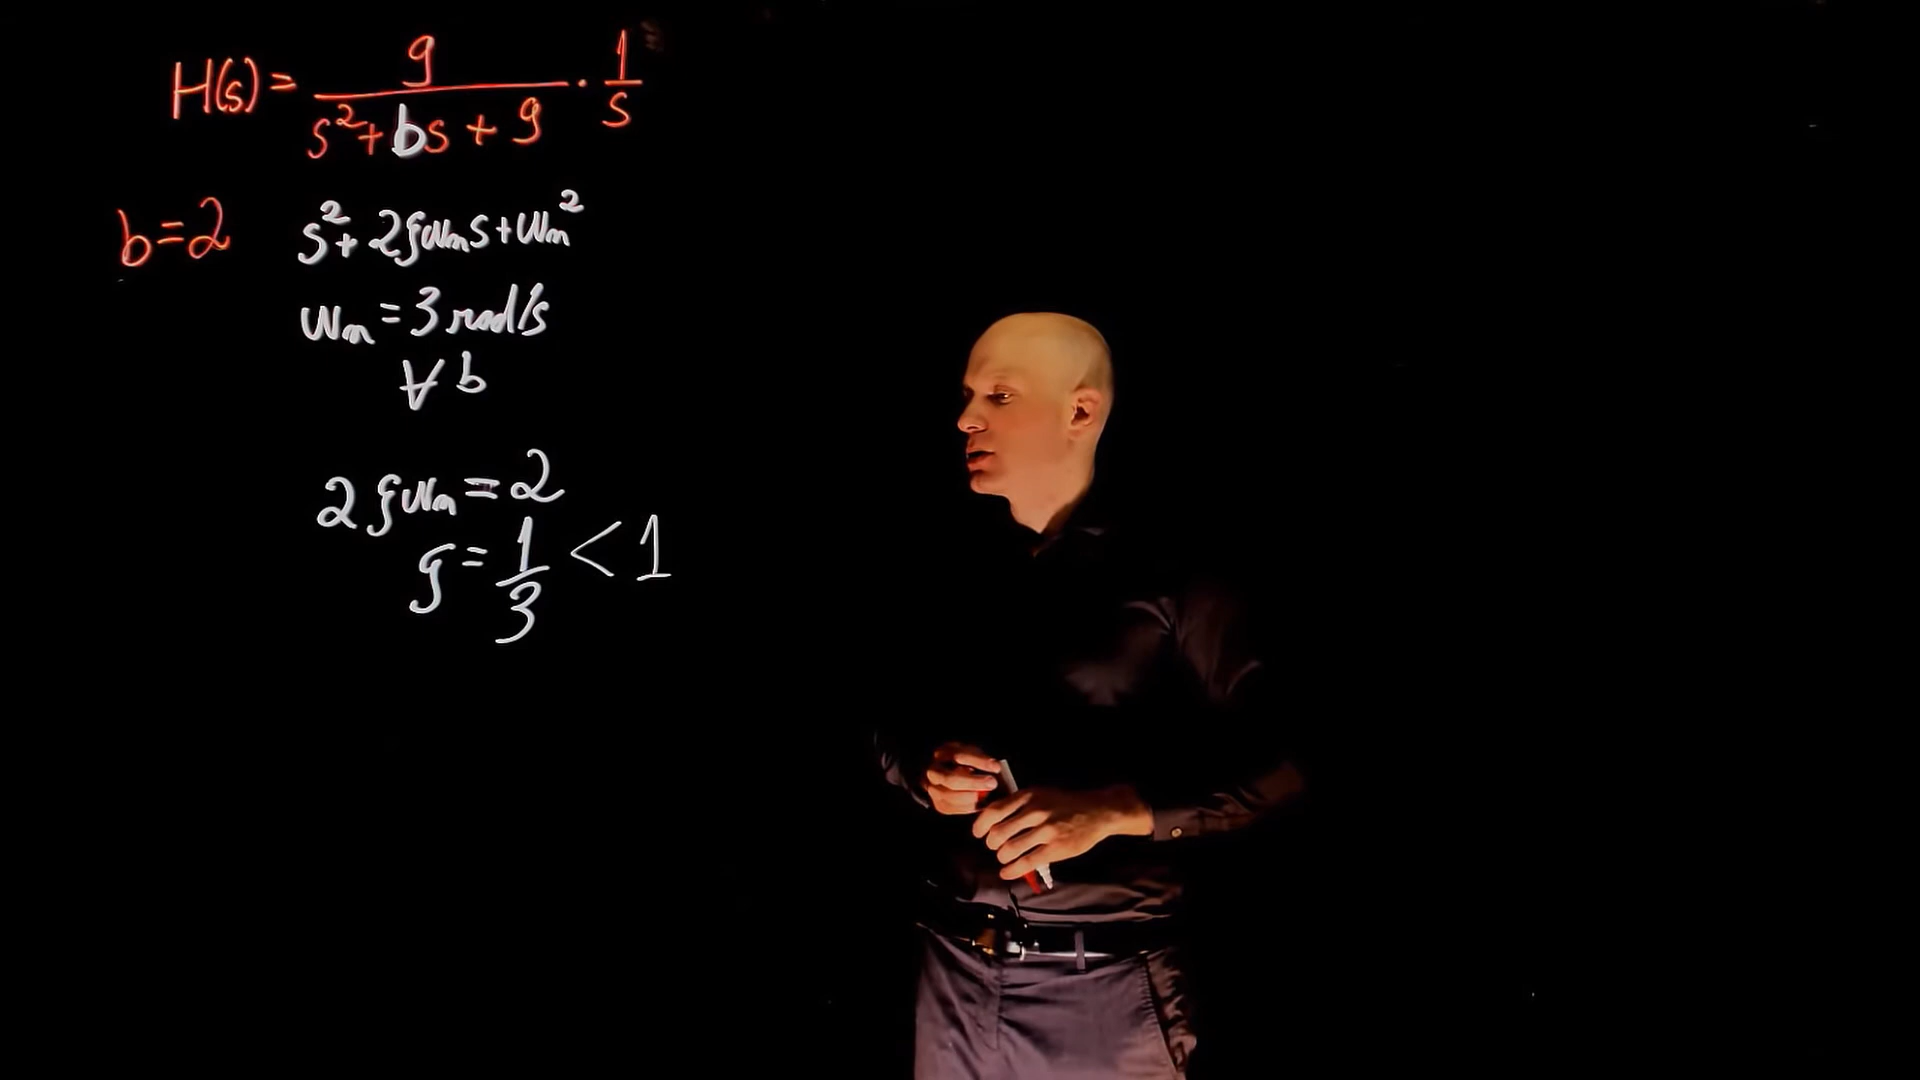 H(s) = 9 / (s² + bs + 9) · 1/s
b = 2
s² + 2ζωₙs + ωₙ²
ωₙ = 3 rad/s
∀ b
2ζωₙ = 2
ζ = 1/3 < 1